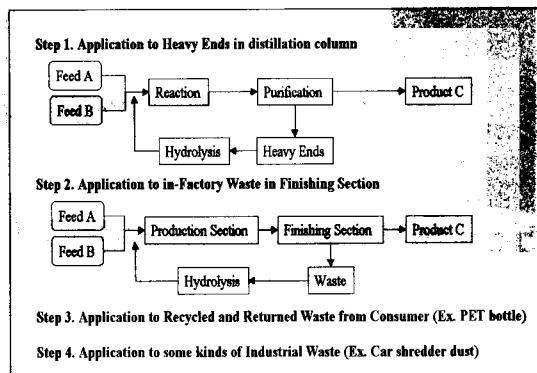 Step 1. Application to Heavy Ends in distillation column
Feed A
Feed B
Reaction
Purification
Product C
Hydrolysis
Heavy Ends
Step 2. Application to in-Factory Waste in Finishing Section
Feed A
Feed B
Production Section
Finishing Section
Product C
Hydrolysis
Waste
Step 3. Application to Recycled and Returned Waste from Consumer (Ex. PET bottle)
Step 4. Application to some kinds of Industrial Waste (Ex. Car shredder dust)